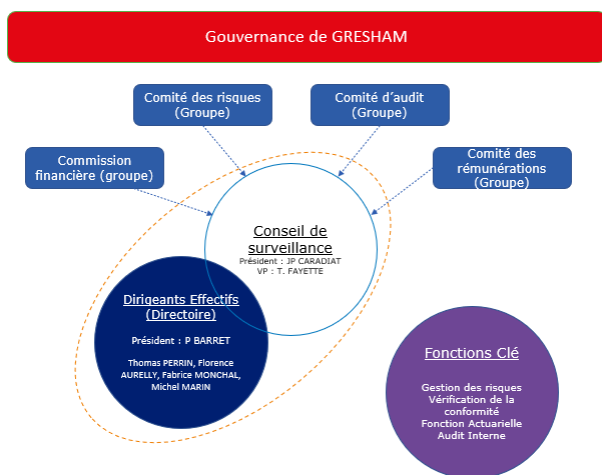 Gouvernance de GRESHAM
Comité des risques
(Groupe)
Comité d'audit
(Groupe)
Commission
financière (groupe)
Comité des
rémunérations
(Groupe)
Conseil de
surveillance
Président : JP CARADIAT
VP : T. FAYETTE
Dirigeants Effectifs
(Directoire)
Président : P BARRET
Thomas PERRIN, Florence
AURELLY, Fabrice MONCHAL,
Michel MARIN
Fonctions Clé
Gestion des risques
Vérification de la
conformité
Fonction Actuarielle
Audit Interne